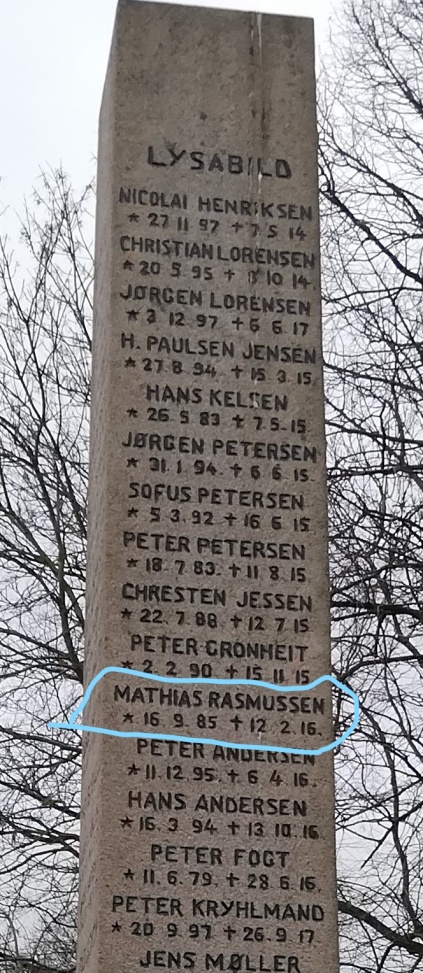 LYSABILD
NICOLAI HENRIKSEN
* 27 11 97 + 7 5 14
CHRISTIAN LORENSEN
* 20 5 95 + 10 14.
JØRGEN LORENSEN
* 3 12 97 + 6 6 17
H. PAULSEN JENSEN
* 27 8 94. + 15 3 15.
HANS KELSEN
* 26 5 83 + 7.5.15
JØRGEN PETERSEN
* 31.1 94. + 6 6 15.
SOFUS PETERSEN
* 5 3.92 + 16 6 15
PETER PETERSEN
* 18.7 83. + 11 8 15
CHRESTEN JESSEN
* 22.7 88 + 12 7 15
PETER GRONHEIT
* 2.2 90 + 15 11 15
MATHIAS RASMUSSEN
* 16.9.85 + 12.2.16.
PETER ANDERSEN
* 11.12 95. + 6 4 16.
HANS ANDERSEN
* 16.3 94 + 13 10.16
PETER FOGT
* 11.6.79. + 28.6.16.
PETER KRYHLMAND
* 20 9.97 + 26.9.17
JENS MØLLER